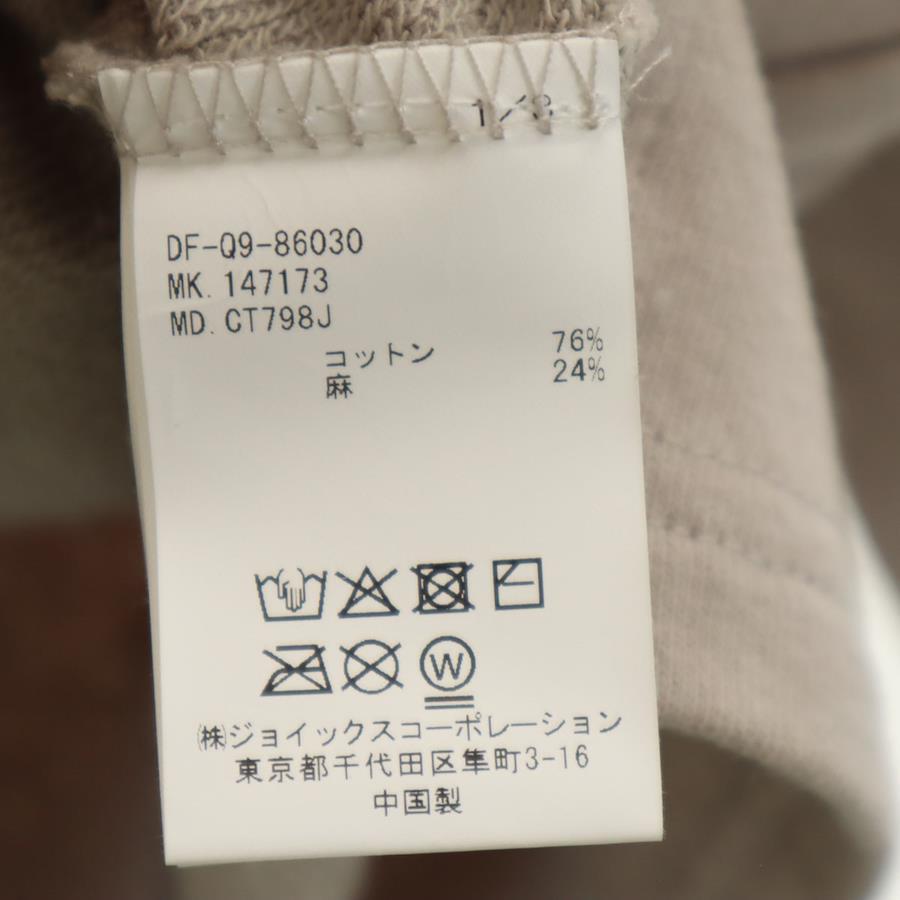 1/3
DF-Q9-86030
MK. 147173
MD. CT798J
コットン 76%
麻 24%
W
㈱ジョイックスコーポレーション
東京都千代田区隼町3-16
中国製